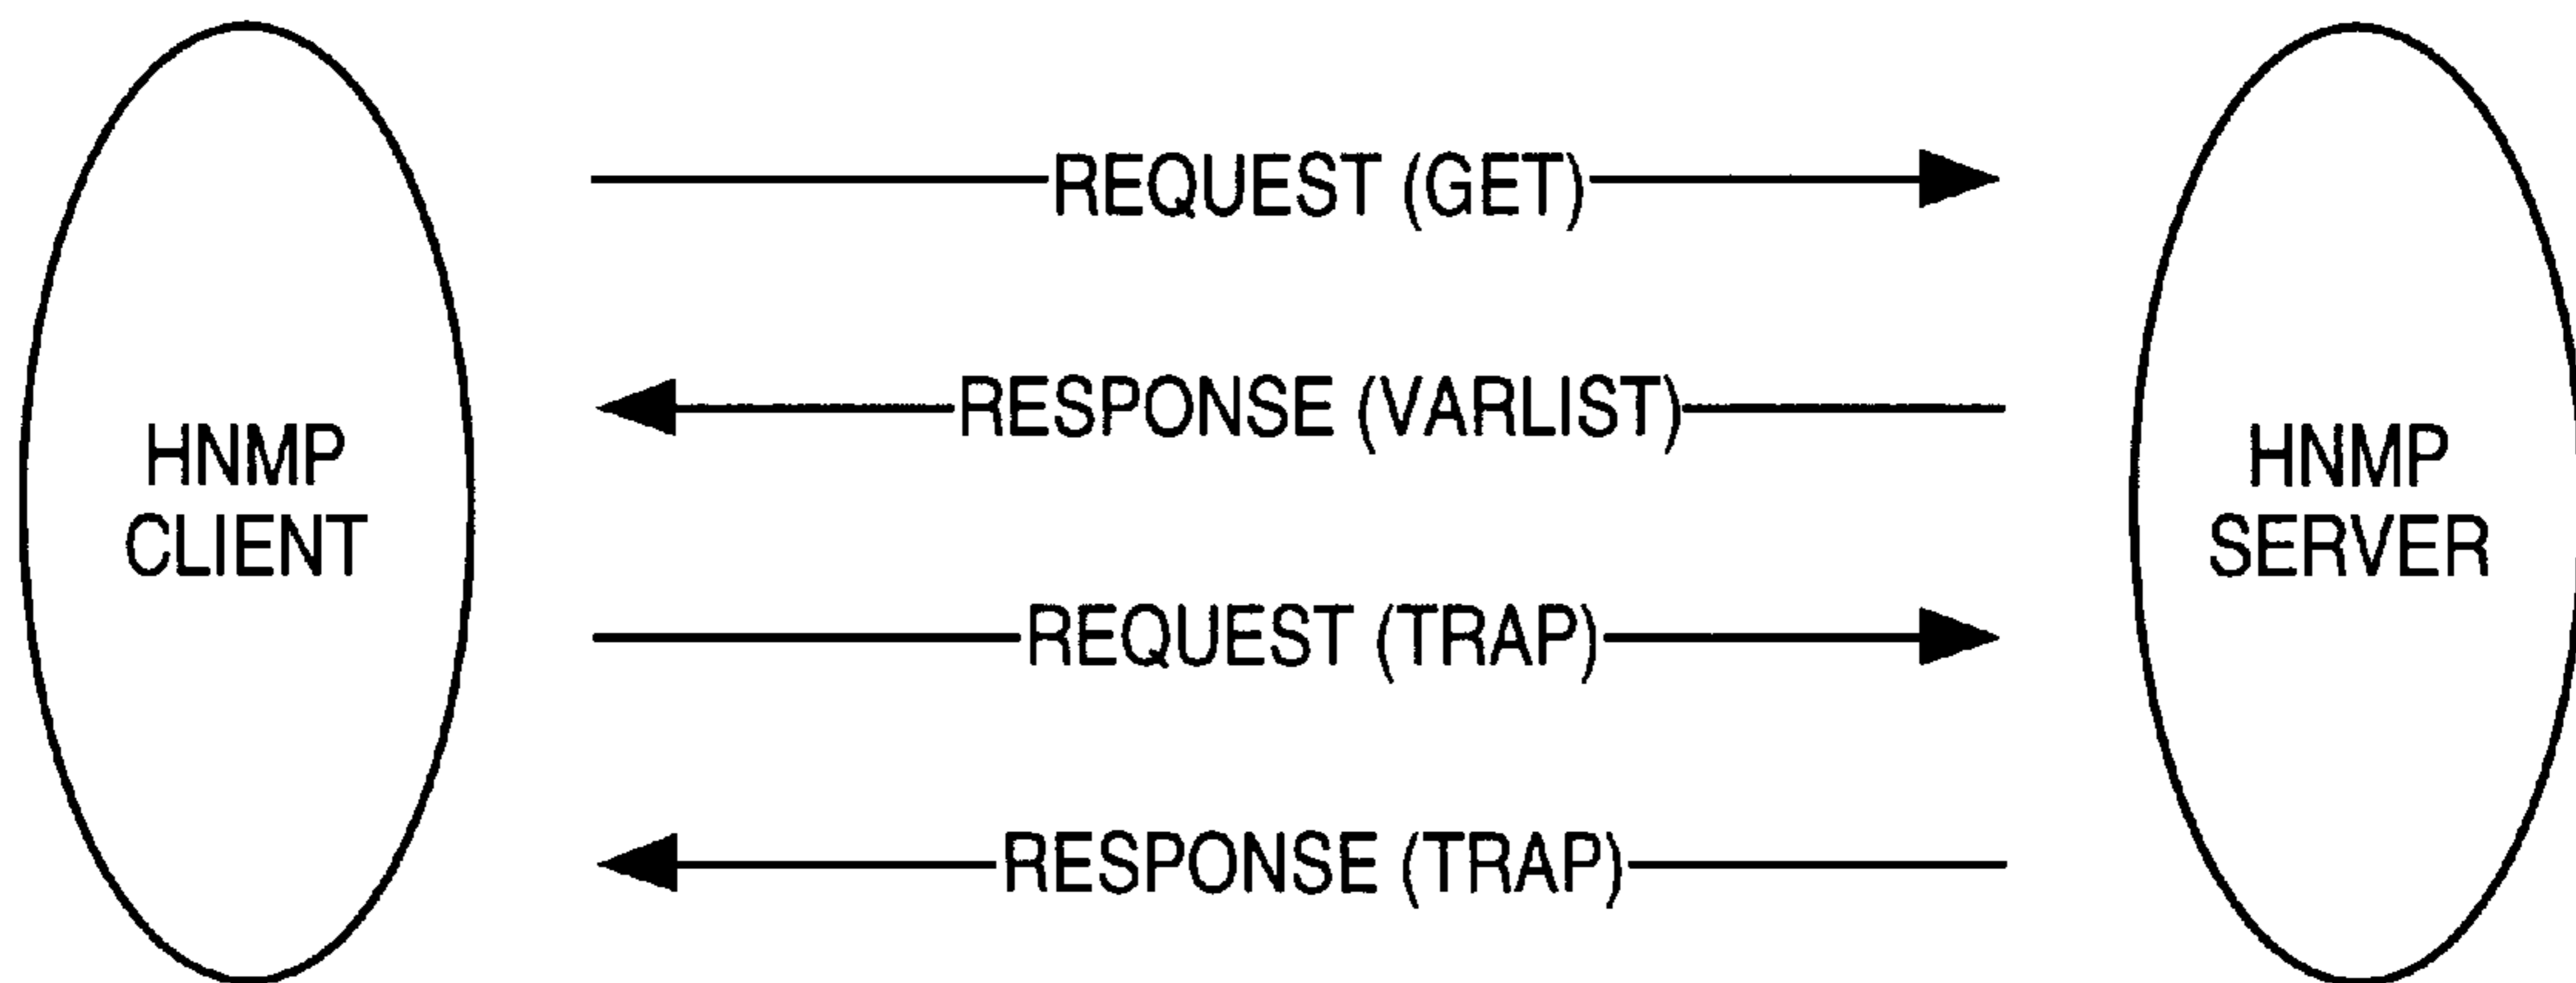 REQUEST (GET)
RESPONSE (VARLIST)
HNMP
CLIENT
HNMP
SERVER
REQUEST (TRAP)
RESPONSE (TRAP)